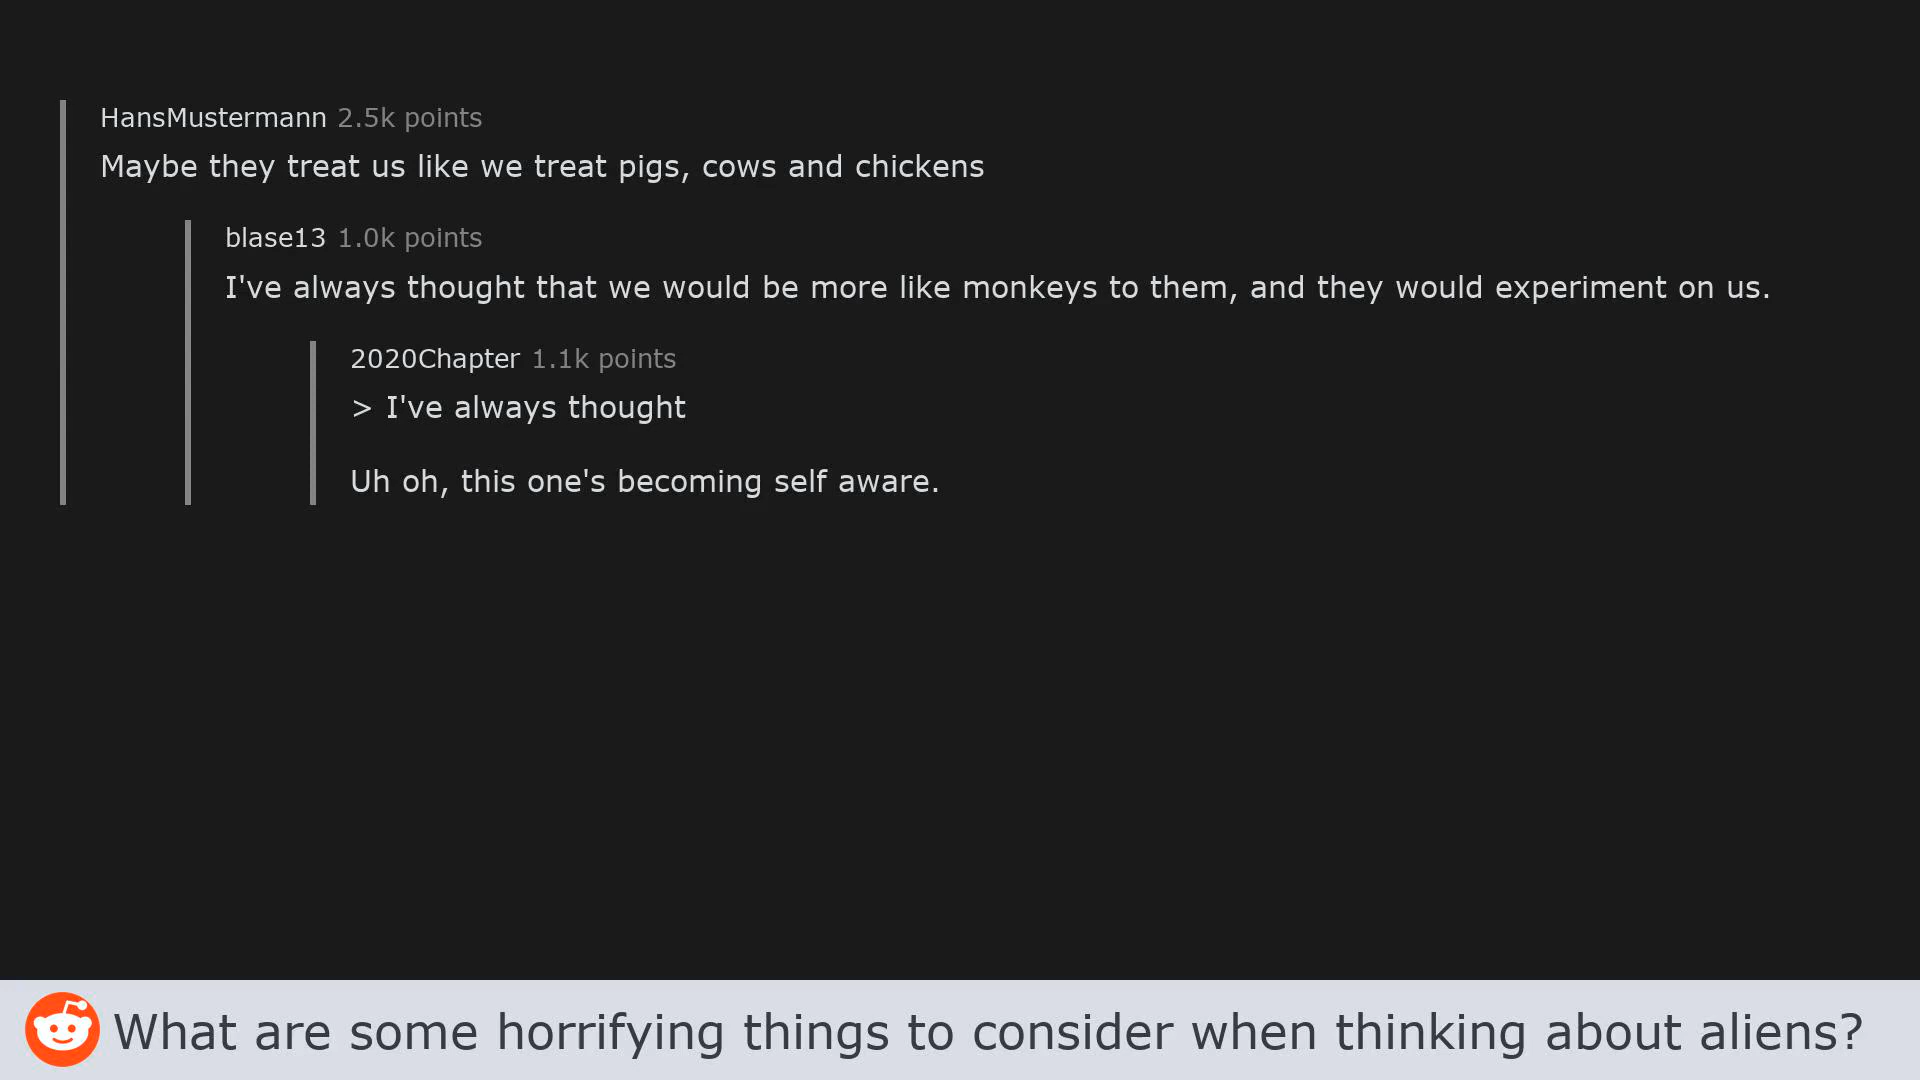 HansMustermann 2.5k points
Maybe they treat us like we treat pigs, cows and chickens
blase13 1.0k points
I've always thought that we would be more like monkeys to them, and they would experiment on us.
2020Chapter 1.1k points
> I've always thought
Uh oh, this one's becoming self aware.
What are some horrifying things to consider when thinking about aliens?